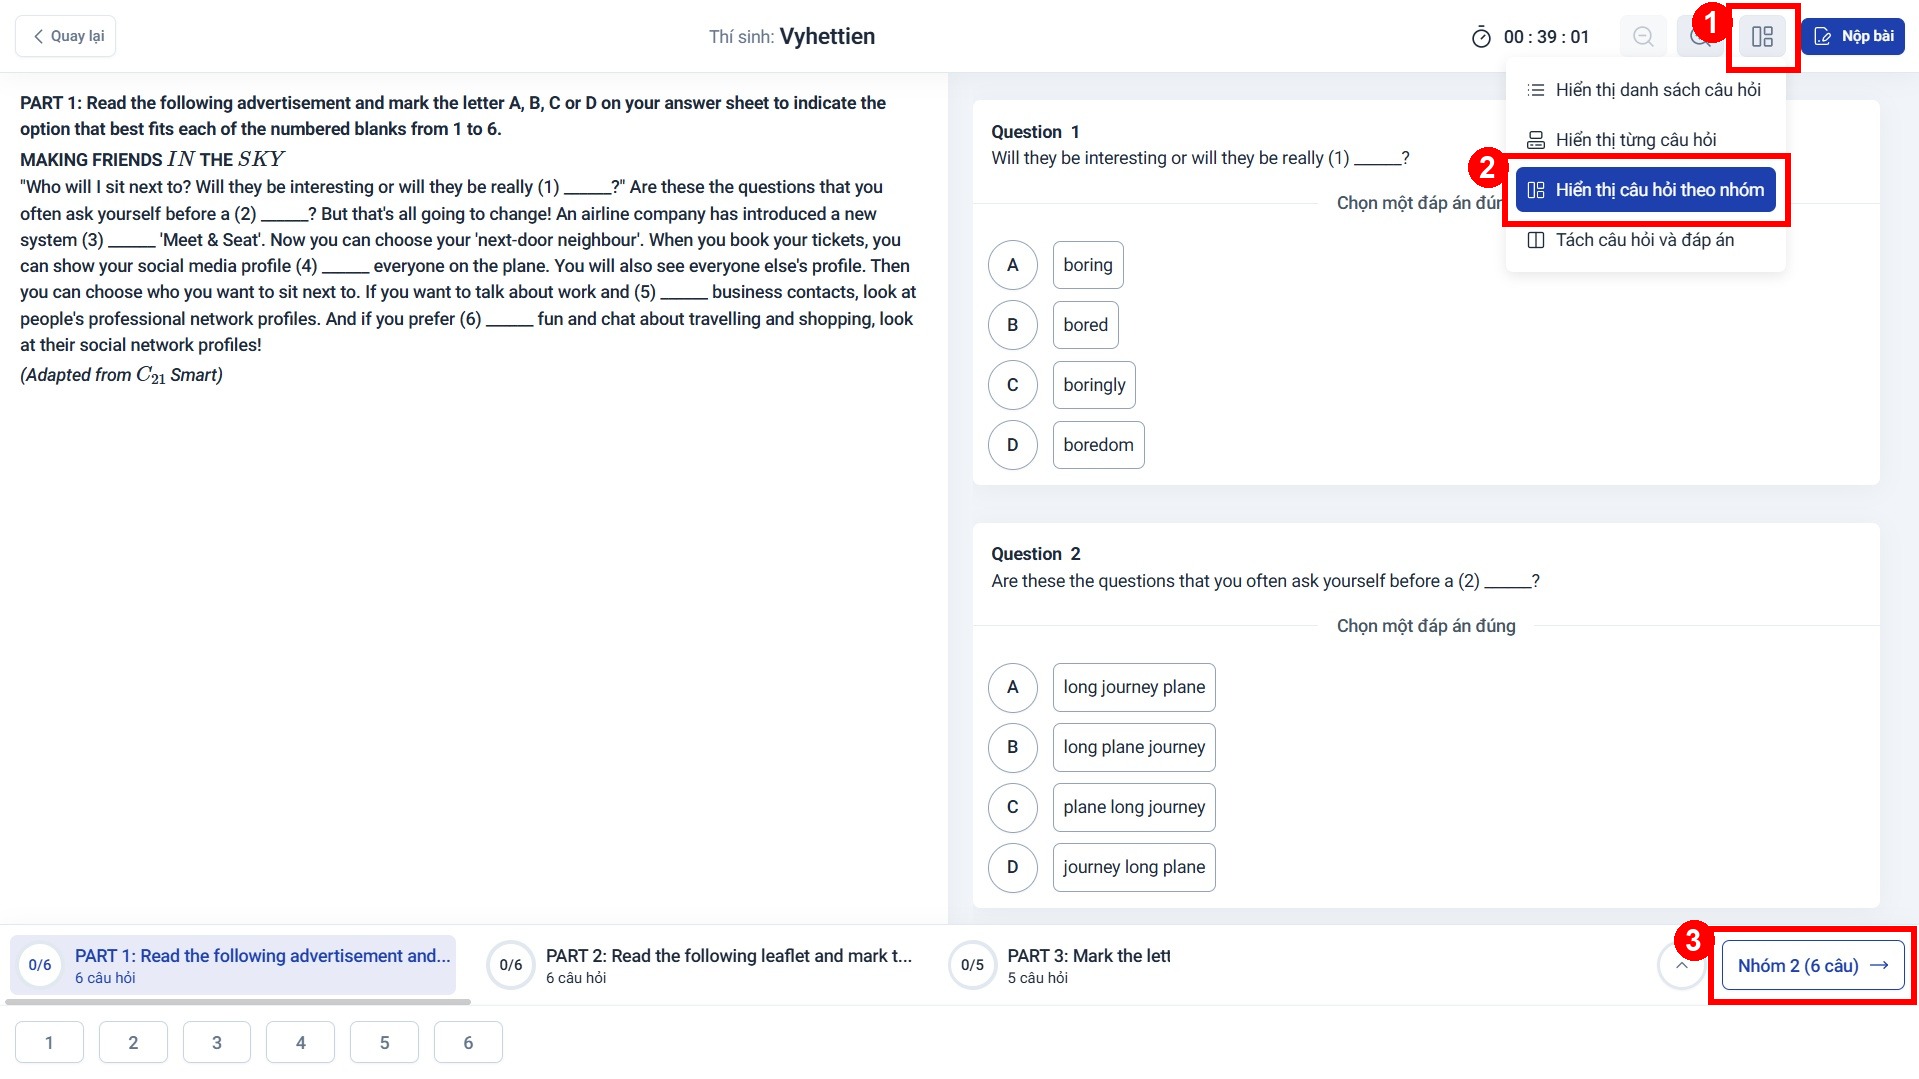 Quay lại
Thí sinh: Vyhettien
00 : 39 : 01
1
Nộp bài
Hiển thị danh sách câu hỏi
Hiển thị từng câu hỏi
2
Hiển thị câu hỏi theo nhóm
Tách câu hỏi và đáp án
PART 1: Read the following advertisement and mark the letter A, B, C or D on your answer sheet to indicate the
option that best fits each of the numbered blanks from 1 to 6.
MAKING FRIENDS IN THE SKY
"Who will I sit next to? Will they be interesting or will they be really (1) _____?" Are these the questions that you
often ask yourself before a (2) _____? But that's all going to change! An airline company has introduced a new
system (3) _____ 'Meet & Seat'. Now you can choose your 'next-door neighbour'. When you book your tickets, you
can show your social media profile (4) _____ everyone on the plane. You will also see everyone else's profile. Then
you can choose who you want to sit next to. If you want to talk about work and (5) _____ business contacts, look at
people's professional network profiles. And if you prefer (6) _____ fun and chat about travelling and shopping, look
at their social network profiles!
(Adapted from C21 Smart)
Question 1
Will they be interesting or will they be really (1) _____?
Chọn một đáp án đún
A boring
B bored
C boringly
D boredom
Question 2
Are these the questions that you often ask yourself before a (2) _____?
Chọn một đáp án đúng
A long journey plane
B long plane journey
C plane long journey
D journey long plane
0/6 PART 1: Read the following advertisement and...
6 câu hỏi
0/6 PART 2: Read the following leaflet and mark t...
6 câu hỏi
0/5 PART 3: Mark the lett
5 câu hỏi
3
Nhóm 2 (6 câu)
1 2 3 4 5 6